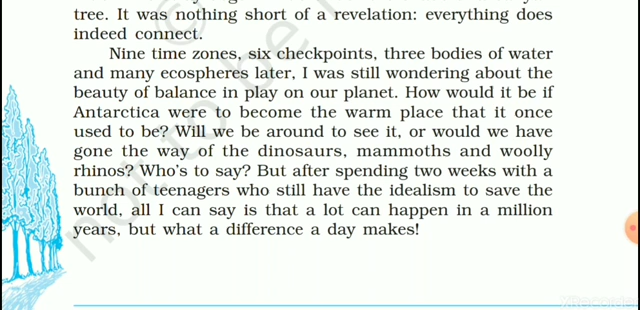 tree. It was nothing short of a revelation: everything does
indeed connect.
Nine time zones, six checkpoints, three bodies of water
and many ecospheres later, I was still wondering about the
beauty of balance in play on our planet. How would it be if
Antarctica were to become the warm place that it once
used to be? Will we be around to see it, or would we have
gone the way of the dinosaurs, mammoths and woolly
rhinos? Who's to say? But after spending two weeks with a
bunch of teenagers who still have the idealism to save the
world, all I can say is that a lot can happen in a million
years, but what a difference a day makes!
not to be